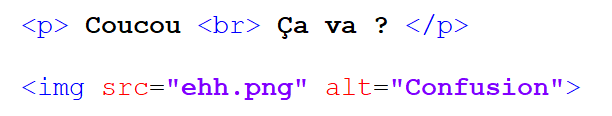 <p> Coucou <br> Ça va ? </p>
<img src="ehh.png" alt="Confusion">